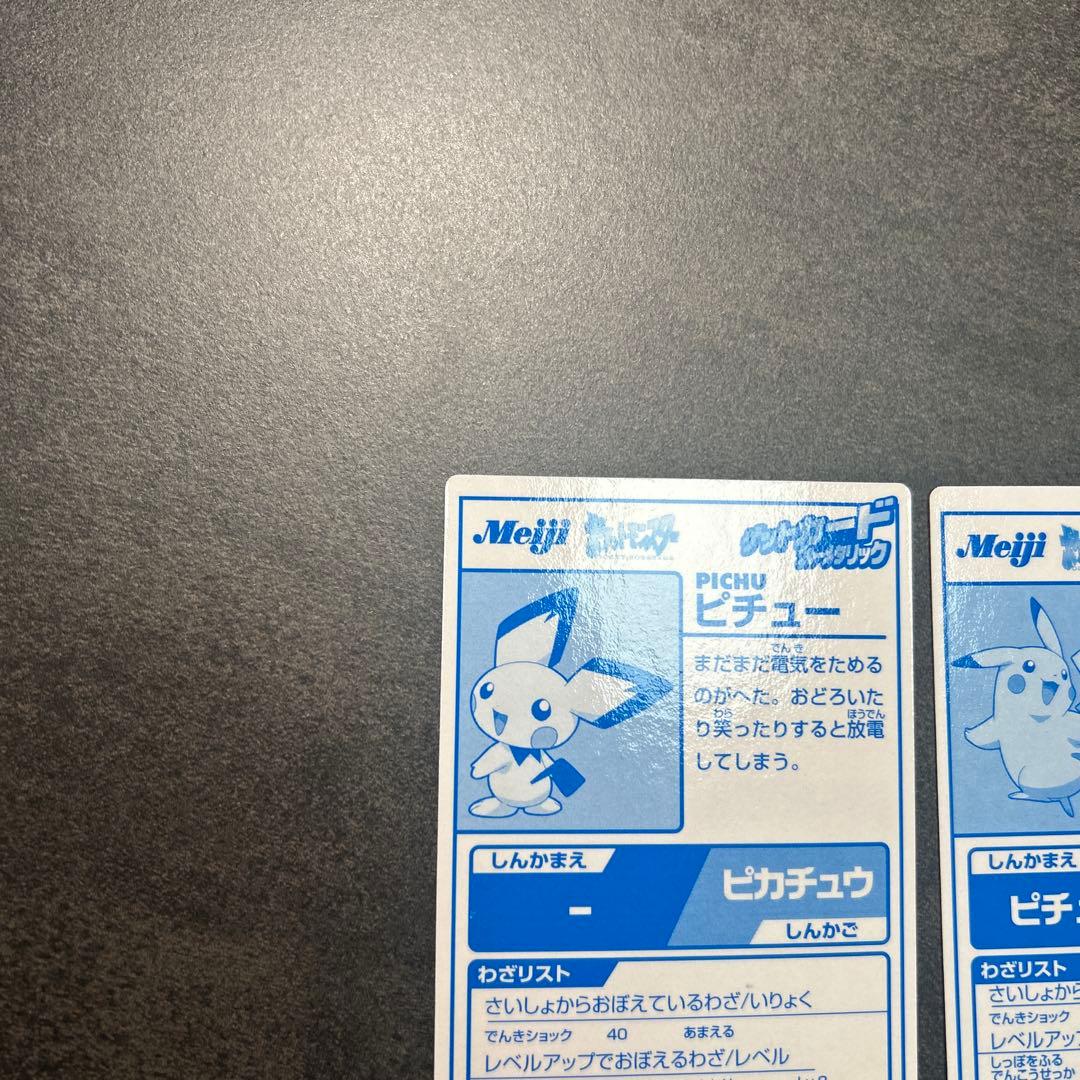 Meiji ポケットモンスター ゲットカード
メタリック
PICHU
ピチュー
でんき
まだまだ電気をためる
のがへた。おどろいた
わら ほうでん
り笑ったりすると放電
してしまう。
しんかまえ
-
ピカチュウ
しんかご
わざリスト
さいしょからおぼえているわざ/いりょく
でんきショック 40 あまえる
レベルアップでおぼえるわざ/レベル
Meiji
しんかまえ
ピチ
わざリスト
さいしょから
でんきショック
レベルアッ
しっぽをふる
でんこうせっか